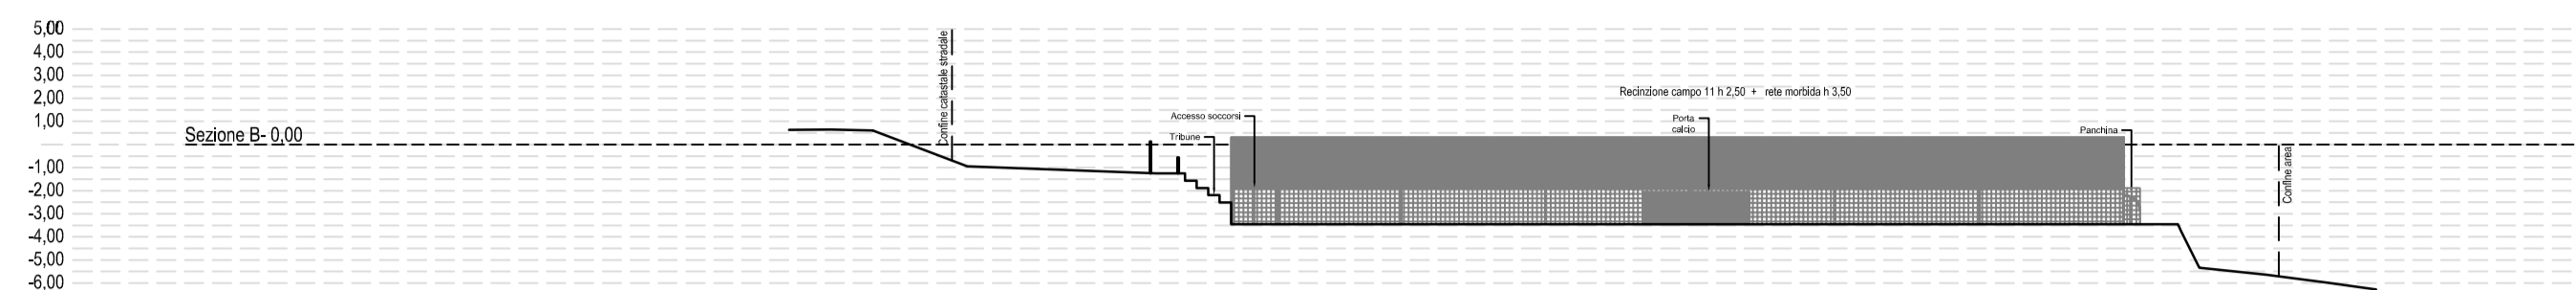 5,00
4,00
3,00
2,00
1,00
Sezione B- 0,00
-1,00
-2,00
-3,00
-4,00
-5,00
-6,00
Confine catastale stradale
Accesso soccorsi
Tribune
Recinzione campo 11 h 2,50 + rete morbida h 3,50
Porta
calcio
Panchina
Confine area